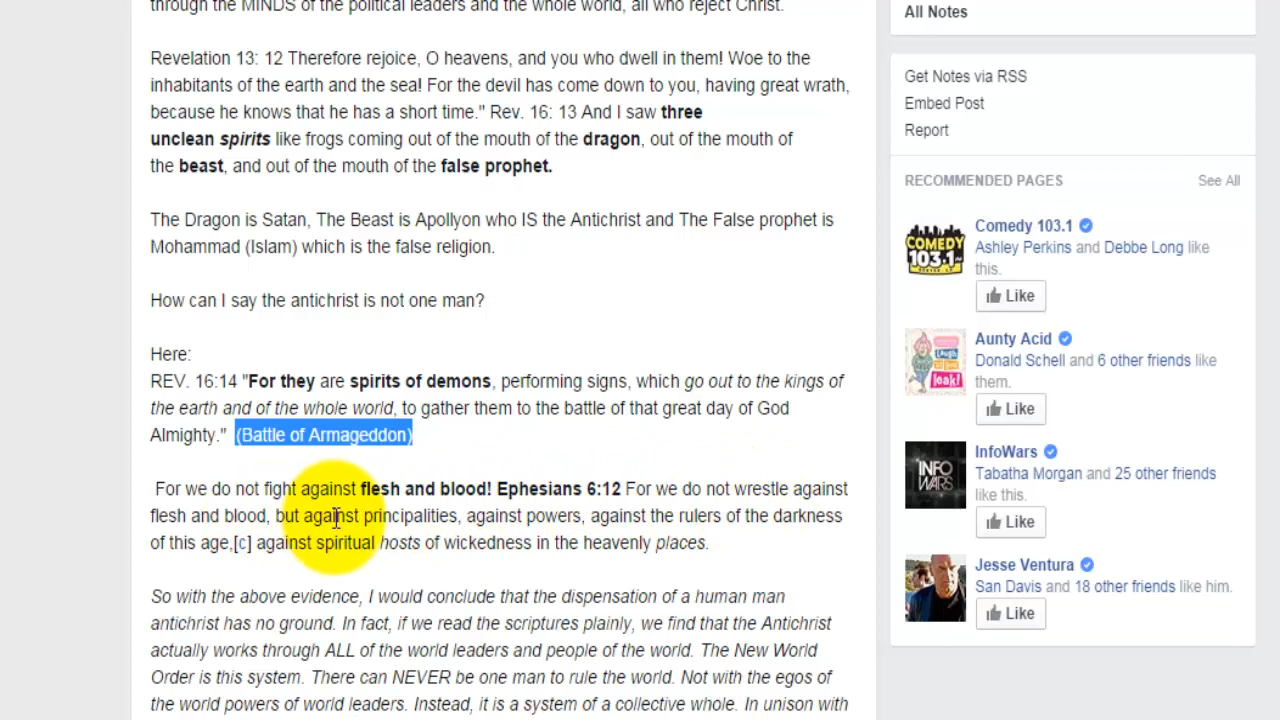 through the MINDS of the political leaders and the whole world, all who reject Christ.
Revelation 13: 12 Therefore rejoice, O heavens, and you who dwell in them! Woe to the
inhabitants of the earth and the sea! For the devil has come down to you, having great wrath,
because he knows that he has a short time." Rev. 16: 13 And I saw three
unclean spirits like frogs coming out of the mouth of the dragon, out of the mouth of
the beast, and out of the mouth of the false prophet.
The Dragon is Satan, The Beast is Apollyon who IS the Antichrist and The False prophet is
Mohammad (Islam) which is the false religion.
How can I say the antichrist is not one man?
Here:
REV. 16:14 "For they are spirits of demons, performing signs, which go out to the kings of
the earth and of the whole world, to gather them to the battle of that great day of God
Almighty." (Battle of Armageddon)
For we do not fight against flesh and blood! Ephesians 6:12 For we do not wrestle against
flesh and blood, but against principalities, against powers, against the rulers of the darkness
of this age,[c] against spiritual hosts of wickedness in the heavenly places.
So with the above evidence, I would conclude that the dispensation of a human man
antichrist has no ground. In fact, if we read the scriptures plainly, we find that the Antichrist
actually works through ALL of the world leaders and people of the world. The New World
Order is this system. There can NEVER be one man to rule the world. Not with the egos of
the world powers of world leaders. Instead, it is a system of a collective whole. In unison with
All Notes
Get Notes via RSS
Embed Post
Report
RECOMMENDED PAGES See All
COMEDY
103.1
Comedy 103.1
Ashley Perkins and Debbe Long like
this.
Like
Aunty Acid
Donald Schell and 6 other friends like
them.
Like
INFO
WARS
InfoWars
Tabatha Morgan and 25 other friends
like this.
Like
Jesse Ventura
San Davis and 18 other friends like him.
Like